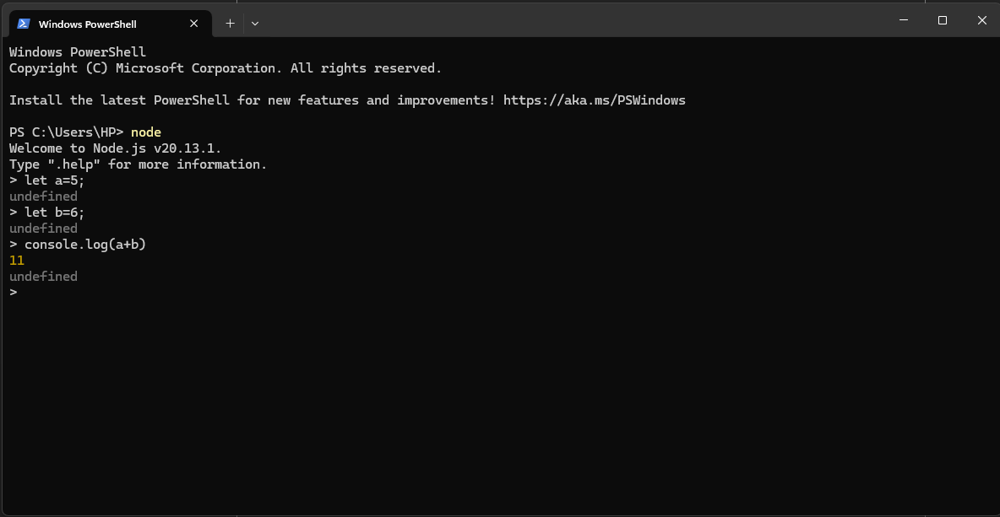 Windows PowerShell
Windows PowerShell
Copyright (C) Microsoft Corporation. All rights reserved.
Install the latest PowerShell for new features and improvements! https://aka.ms/PSWindows
PS C:\Users\HP> node
Welcome to Node.js v20.13.1.
Type ".help" for more information.
> let a=5;
undefined
> let b=6;
undefined
> console.log(a+b)
11
undefined
>